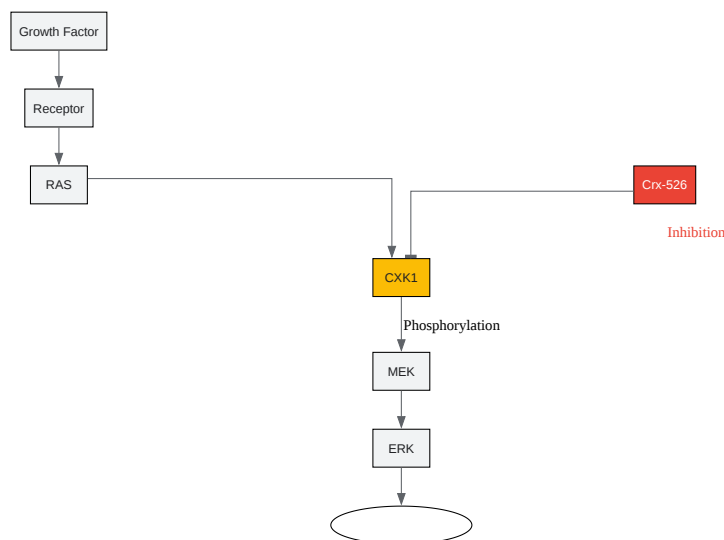 Growth Factor
Receptor
RAS
Crx-526
Inhibition
CXK1
Phosphorylation
MEK
ERK